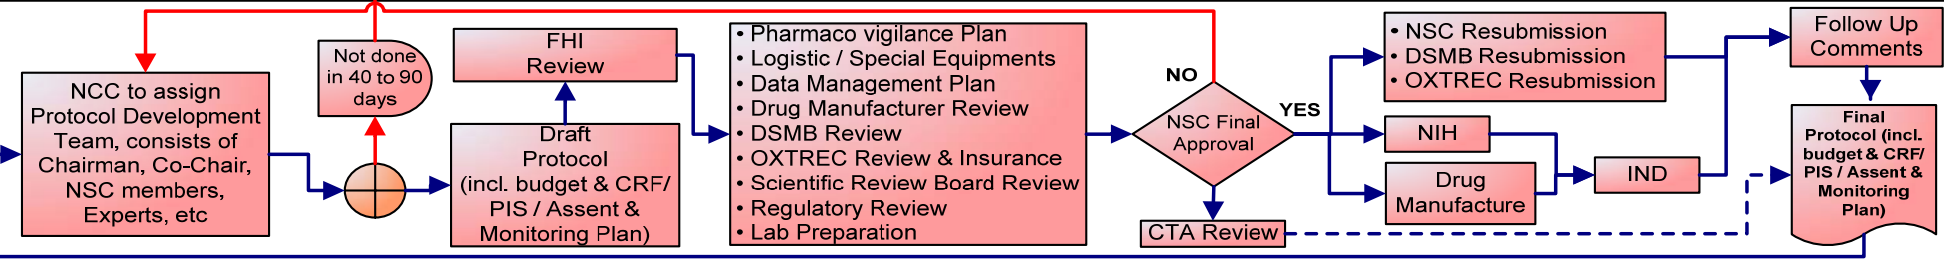 NCC to assign
Protocol Development
Team, consists of
Chairman, Co-Chair,
NSC members,
Experts, etc
Not done
in 40 to 90
days
FHI
Review
Draft
Protocol
(incl. budget & CRF/
PIS / Assent &
Monitoring Plan)
• Pharmaco vigilance Plan
• Logistic / Special Equipments
• Data Management Plan
• Drug Manufacturer Review
• DSMB Review
• OXTREC Review & Insurance
• Scientific Review Board Review
• Regulatory Review
• Lab Preparation
NO
NSC Final
Approval
YES
CTA Review
• NSC Resubmission
• DSMB Resubmission
• OXTREC Resubmission
NIH
Drug
Manufacture
IND
Follow Up
Comments
Final
Protocol (incl.
budget & CRF/
PIS / Assent &
Monitoring
Plan)